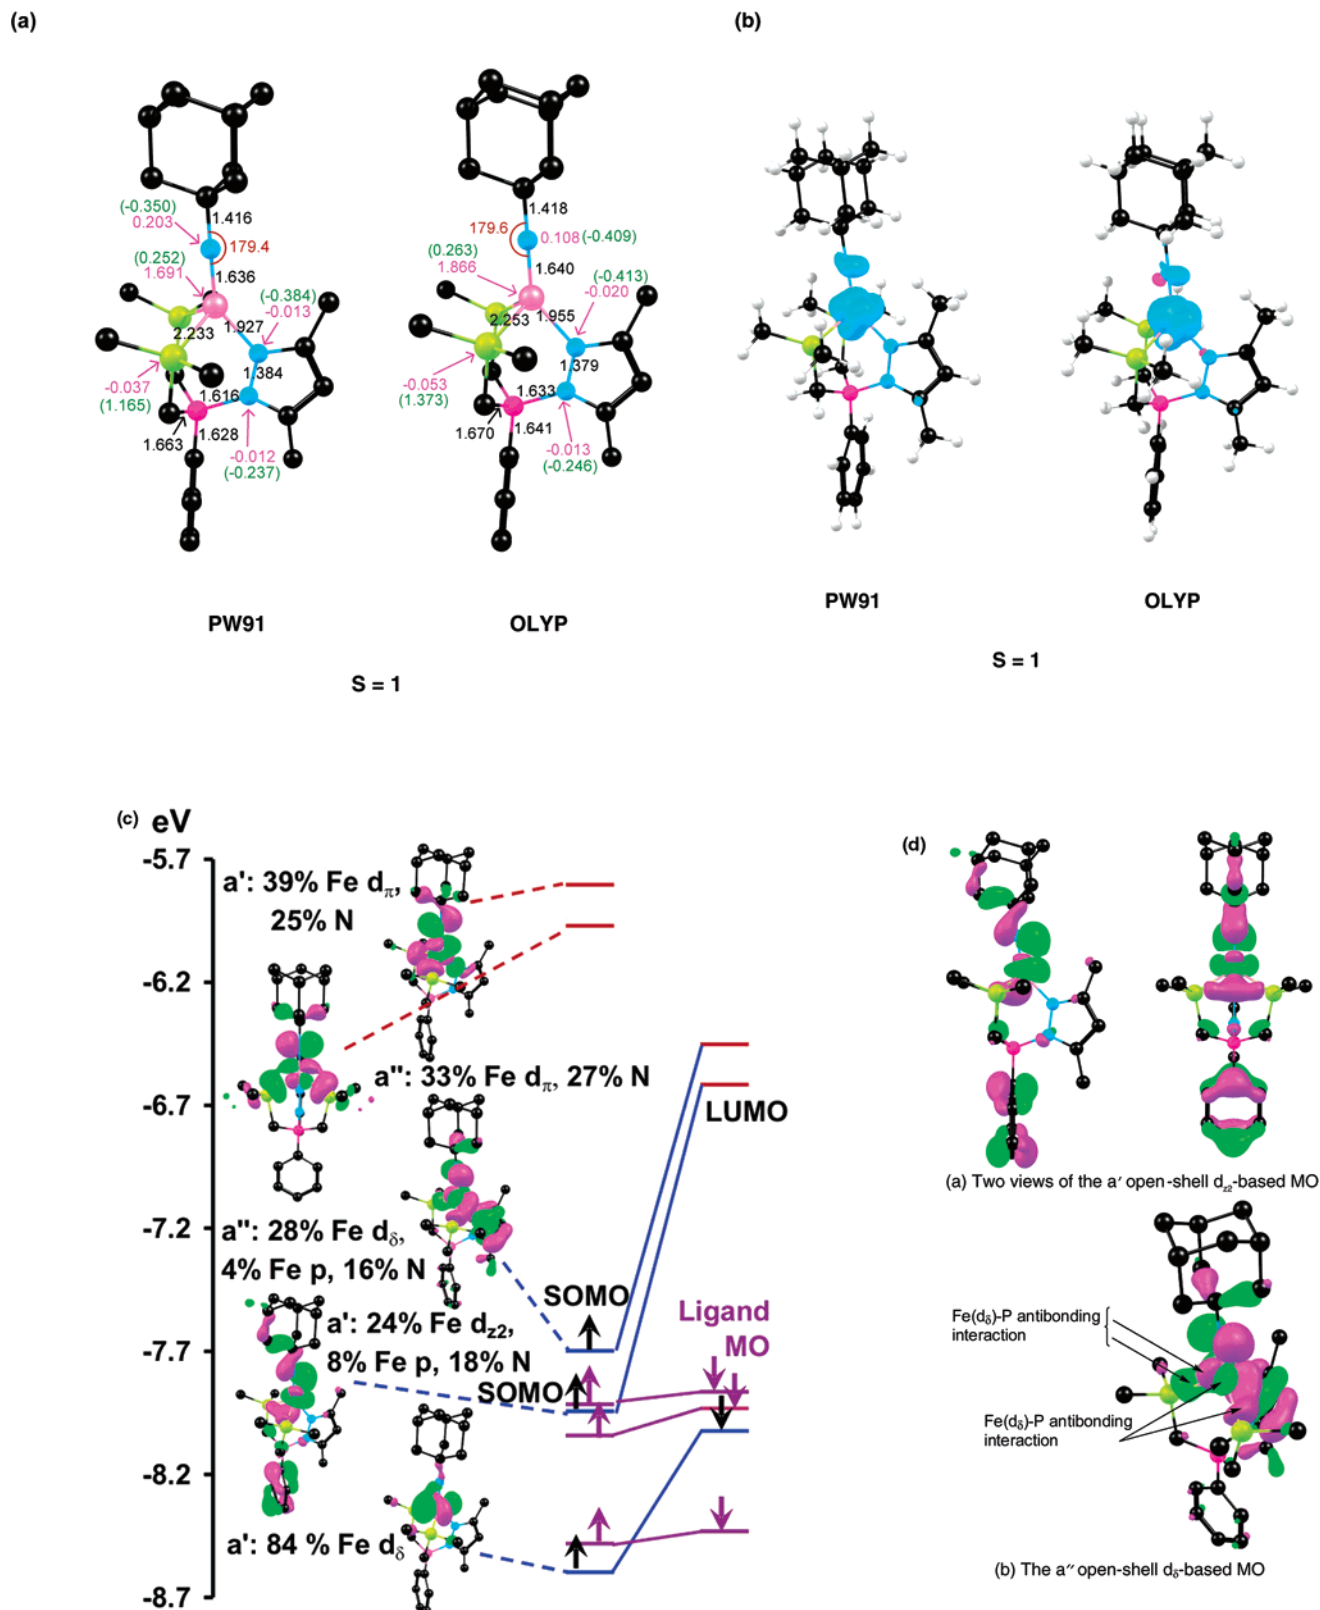 (a)
(-0.350)
0.203
1.416
179.4
(0.252)
1.691
1.636
(-0.384)
-0.013
1.927
2.233
1.384
-0.037
(1.165)
1.616
1.663
1.628
-0.012
(-0.237)
PW91
1.418
179.6
0.108 (-0.409)
(0.263)
1.866
1.640
(-0.413)
-0.020
2.253
1.955
1.379
-0.053
(1.373)
1.633
1.670
1.641
-0.013
(-0.246)
OLYP
S = 1
(b)
PW91
OLYP
S = 1
(c) eV
-5.7
-6.2
-6.7
-7.2
-7.7
-8.2
-8.7
a': 39% Fe dπ,
25% N
a'': 33% Fe dπ, 27% N
a'': 28% Fe dδ,
4% Fe p, 16% N
a': 24% Fe dz2,
8% Fe p, 18% N
a': 84 % Fe dδ
SOMO
SOMO
LUMO
Ligand
MO
(d)
(a) Two views of the a′ open-shell dz2-based MO
Fe(dδ)-P antibonding
interaction
Fe(dδ)-P antibonding
interaction
(b) The a″ open-shell dδ-based MO